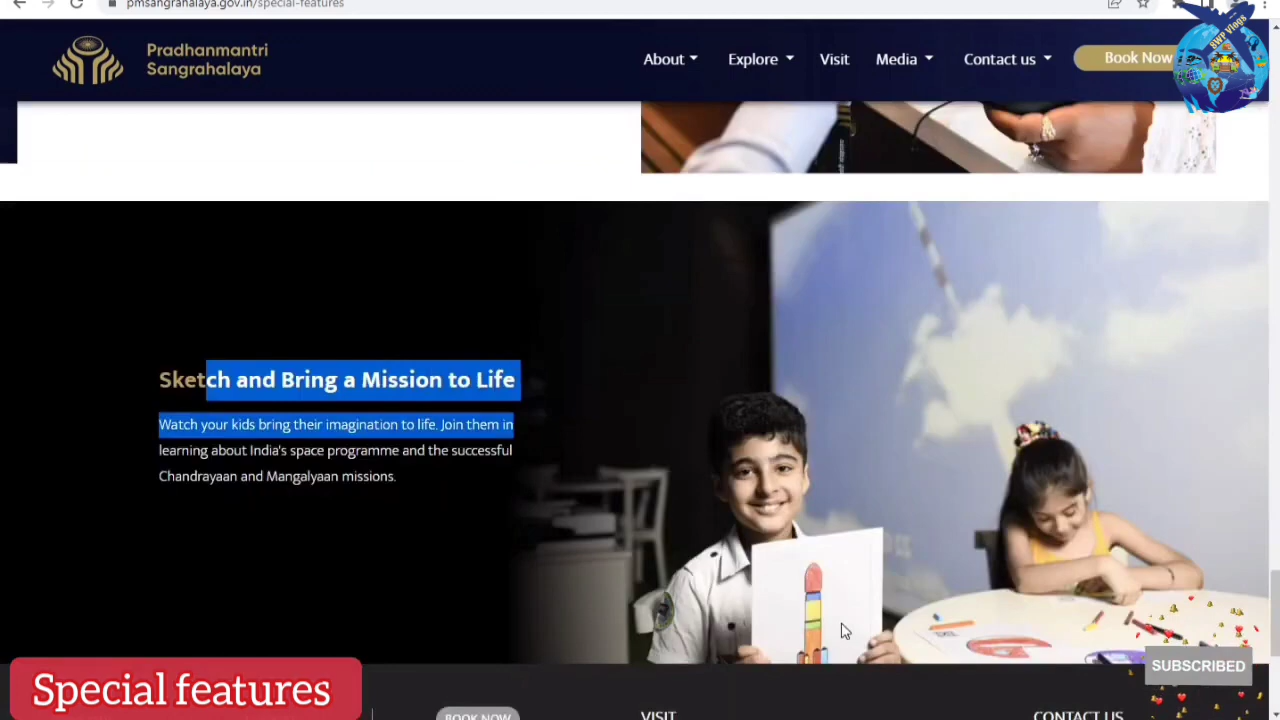 pmsangrahalaya.gov.in/special-features
Pradhanmantri
Sangrahalaya
About
Explore
Visit
Media
Contact us
Book Now
BWP Vlogs
Sketch and Bring a Mission to Life
Watch your kids bring their imagination to life. Join them in
learning about India's space programme and the successful
Chandrayaan and Mangalyaan missions.
SUBSCRIBED
Special features
BOOK NOW
VISIT
CONTACT US